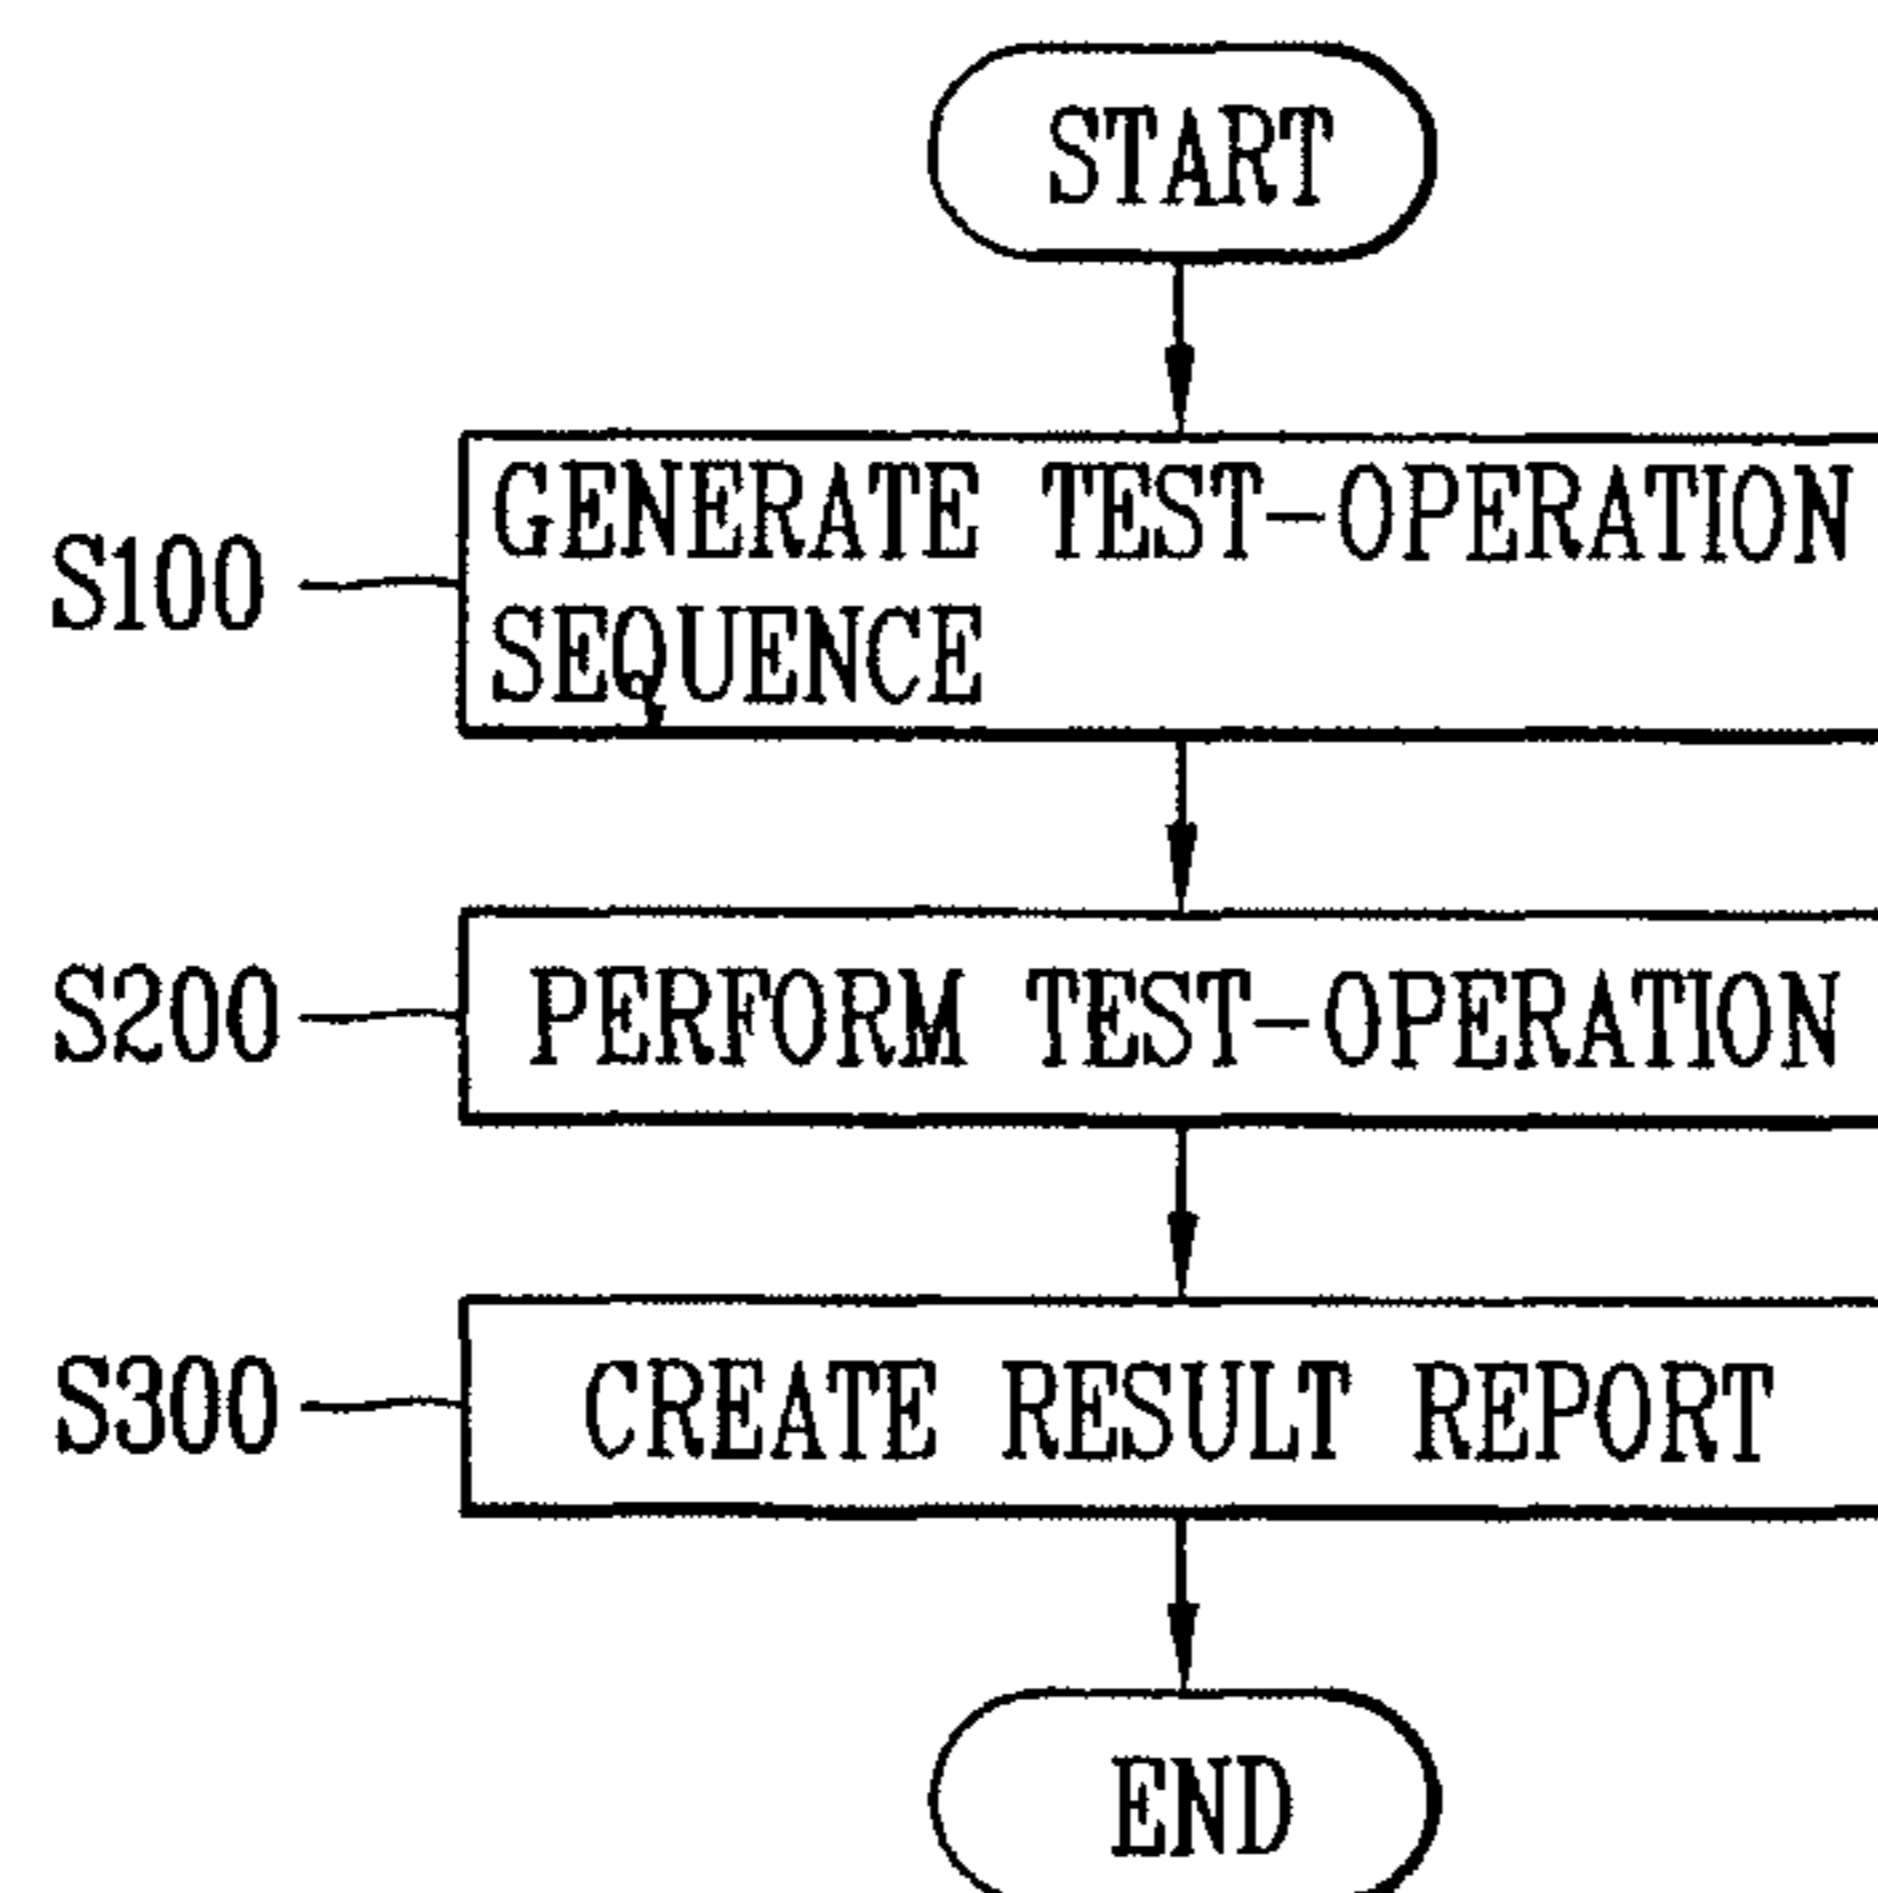 START
S100
GENERATE TEST-OPERATION
SEQUENCE
S200
PERFORM TEST-OPERATION
S300
CREATE RESULT REPORT
END